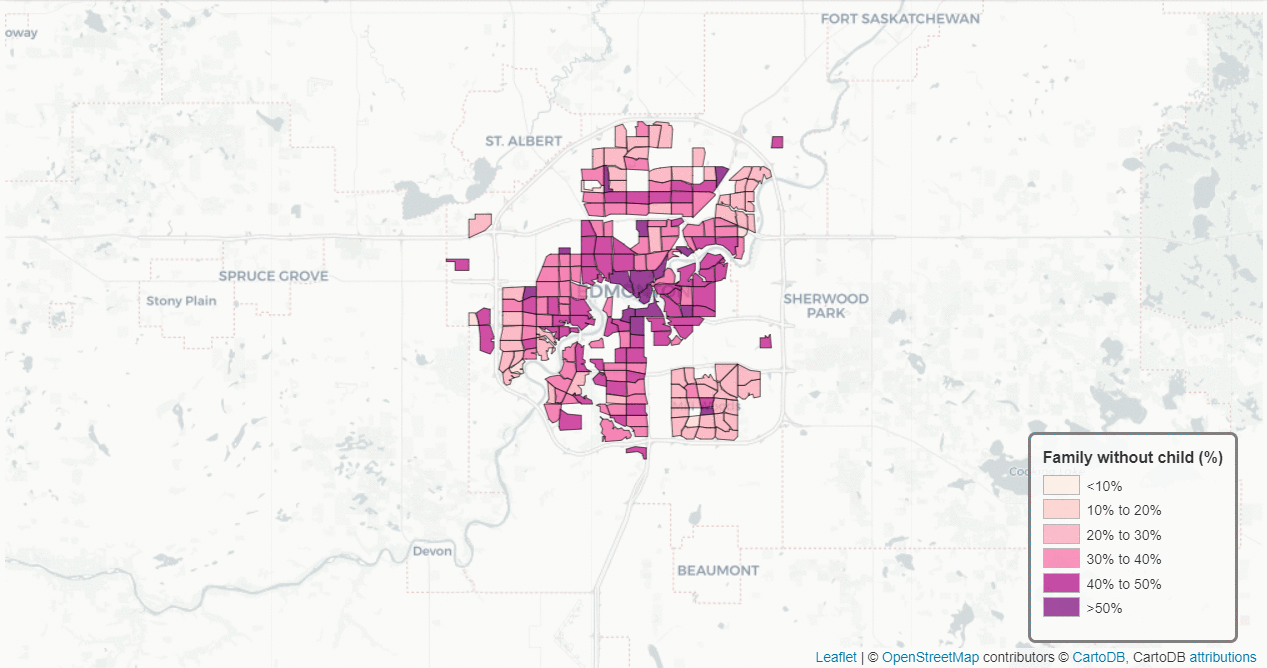 oway
FORT SASKATCHEWAN
ST. ALBERT
SPRUCE GROVE
Stony Plain
EDMONTON
SHERWOOD
PARK
Devon
BEAUMONT
Family without child (%)
<10%
10% to 20%
20% to 30%
30% to 40%
40% to 50%
>50%
Leaflet | © OpenStreetMap contributors © CartoDB, CartoDB attributions